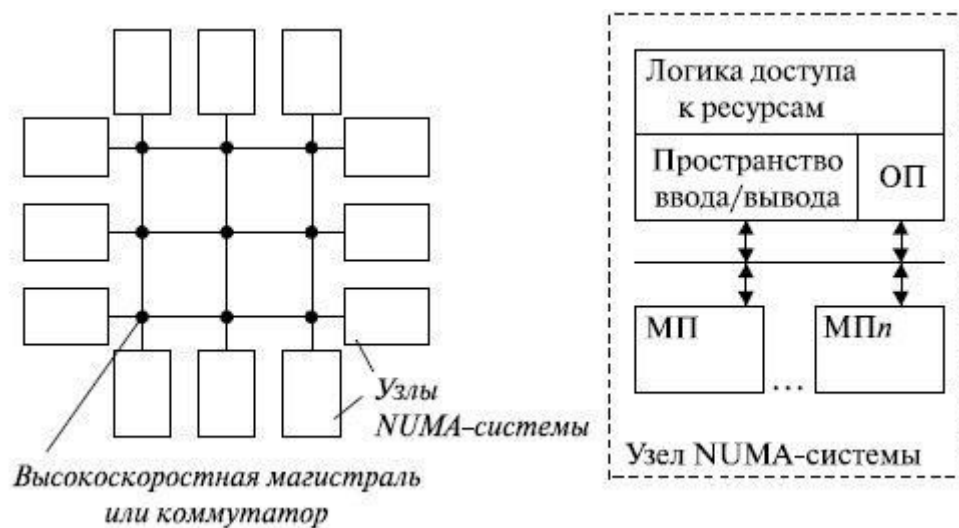 Узлы
NUMA-системы
Высокоскоростная магистраль
или коммутатор
Логика доступа
к ресурсам
Пространство
ввода/вывода
ОП
МП
...
МПn
Узел NUMA-системы